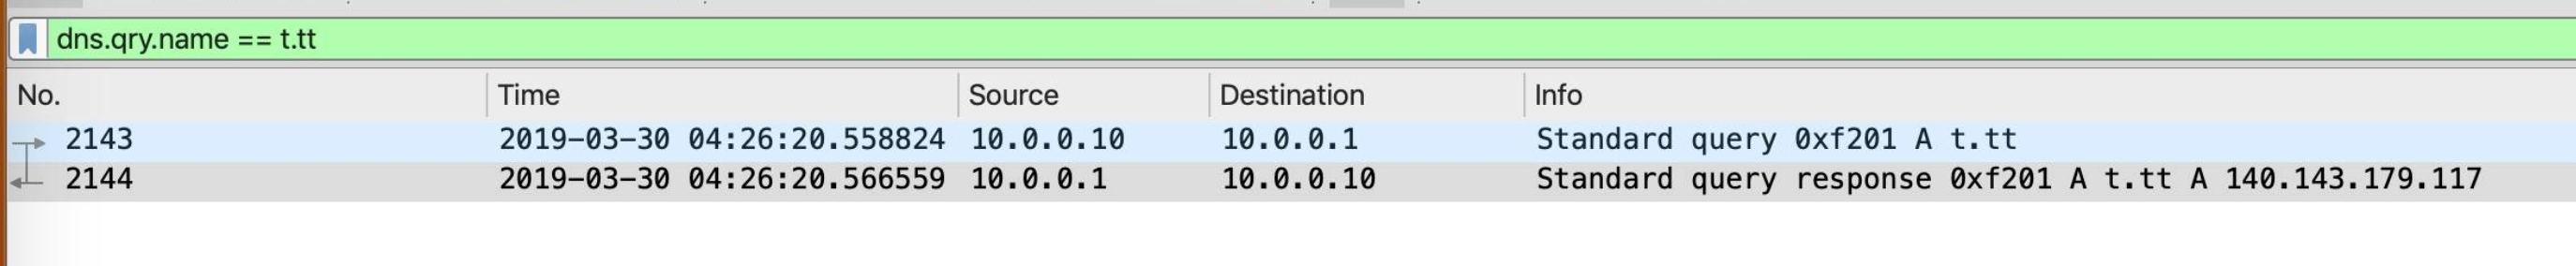 dns.qry.name == t.tt
No. Time Source Destination Info
2143 2019-03-30 04:26:20.558824 10.0.0.10 10.0.0.1 Standard query 0xf201 A t.tt
2144 2019-03-30 04:26:20.566559 10.0.0.1 10.0.0.10 Standard query response 0xf201 A t.tt A 140.143.179.117